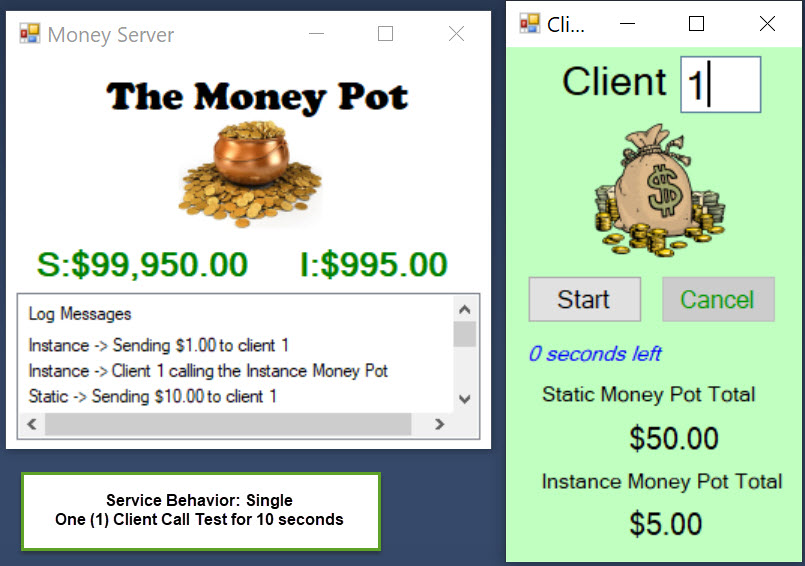 Money Server
The Money Pot
S:$99,950.00 I:$995.00
Log Messages
Instance -> Sending $1.00 to client 1
Instance -> Client 1 calling the Instance Money Pot
Static -> Sending $10.00 to client 1
Service Behavior: Single
One (1) Client Call Test for 10 seconds
Cli...
Client 1
$
Start Cancel
0 seconds left
Static Money Pot Total
$50.00
Instance Money Pot Total
$5.00